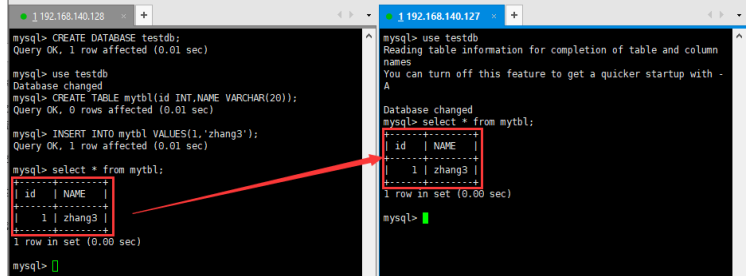 1 192.168.140.128 × +
mysql> CREATE DATABASE testdb;
Query OK, 1 row affected (0.01 sec)
mysql> use testdb
Database changed
mysql> CREATE TABLE mytbl(id INT,NAME VARCHAR(20));
Query OK, 0 rows affected (0.01 sec)
mysql> INSERT INTO mytbl VALUES(1,'zhang3');
Query OK, 1 row affected (0.01 sec)
mysql> select * from mytbl;
+------+--------+
| id | NAME |
+------+--------+
| 1 | zhang3 |
+------+--------+
1 row in set (0.00 sec)
mysql>
1 192.168.140.127 × +
mysql> use testdb
Reading table information for completion of table and column
names
You can turn off this feature to get a quicker startup with -
A
Database changed
mysql> select * from mytbl;
+------+--------+
| id | NAME |
+------+--------+
| 1 | zhang3 |
+------+--------+
1 row in set (0.00 sec)
mysql>